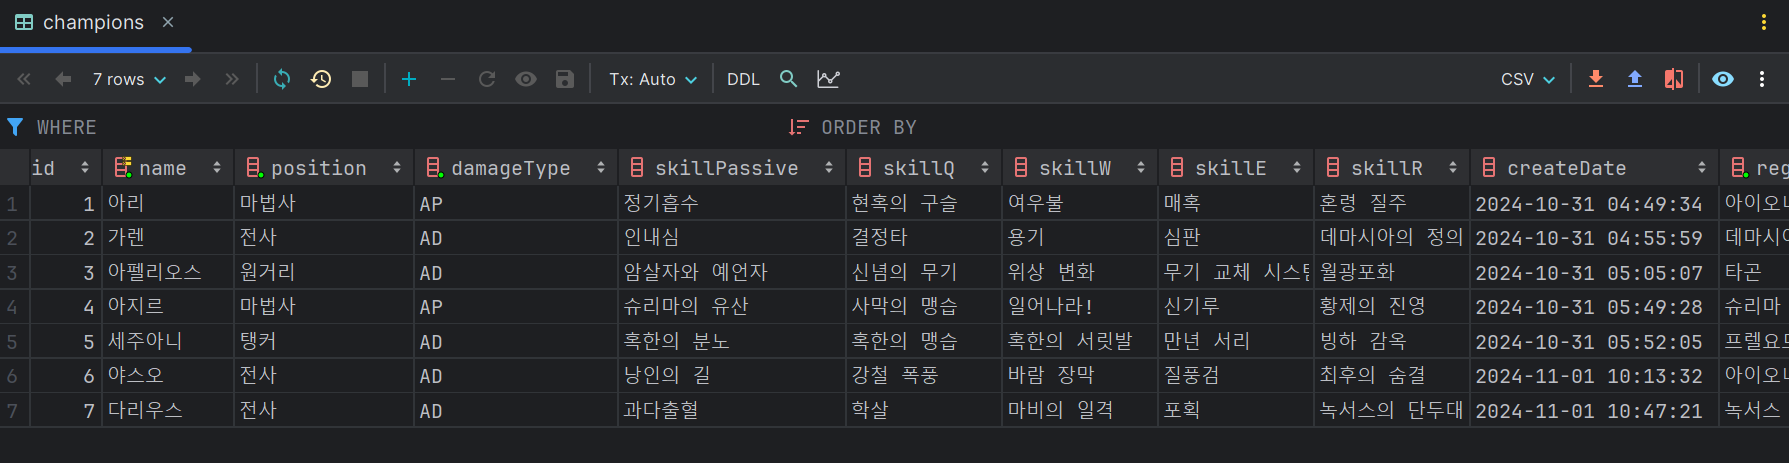 champions
7 rows Tx: Auto DDL CSV
WHERE ORDER BY
id name position damageType skillPassive skillQ skillW skillE skillR createDate reg
1 1 아리 마법사 AP 정기흡수 현혹의 구슬 여우불 매혹 혼령 질주 2024-10-31 04:49:34 아이오니
2 2 가렌 전사 AD 인내심 결정타 용기 심판 데마시아의 정의 2024-10-31 04:55:59 데마시아
3 3 아펠리오스 원거리 AD 암살자와 예언자 신념의 무기 위상 변화 무기 교체 시스템 월광포화 2024-10-31 05:05:07 타곤
4 4 아지르 마법사 AP 슈리마의 유산 사막의 맹습 일어나라! 신기루 황제의 진영 2024-10-31 05:49:28 슈리마
5 5 세주아니 탱커 AD 혹한의 분노 혹한의 맹습 혹한의 서릿발 만년 서리 빙하 감옥 2024-10-31 05:52:05 프렐요드
6 6 야스오 전사 AD 낭인의 길 강철 폭풍 바람 장막 질풍검 최후의 숨결 2024-11-01 10:13:32 아이오니
7 7 다리우스 전사 AD 과다출혈 학살 마비의 일격 포획 녹서스의 단두대 2024-11-01 10:47:21 녹서스